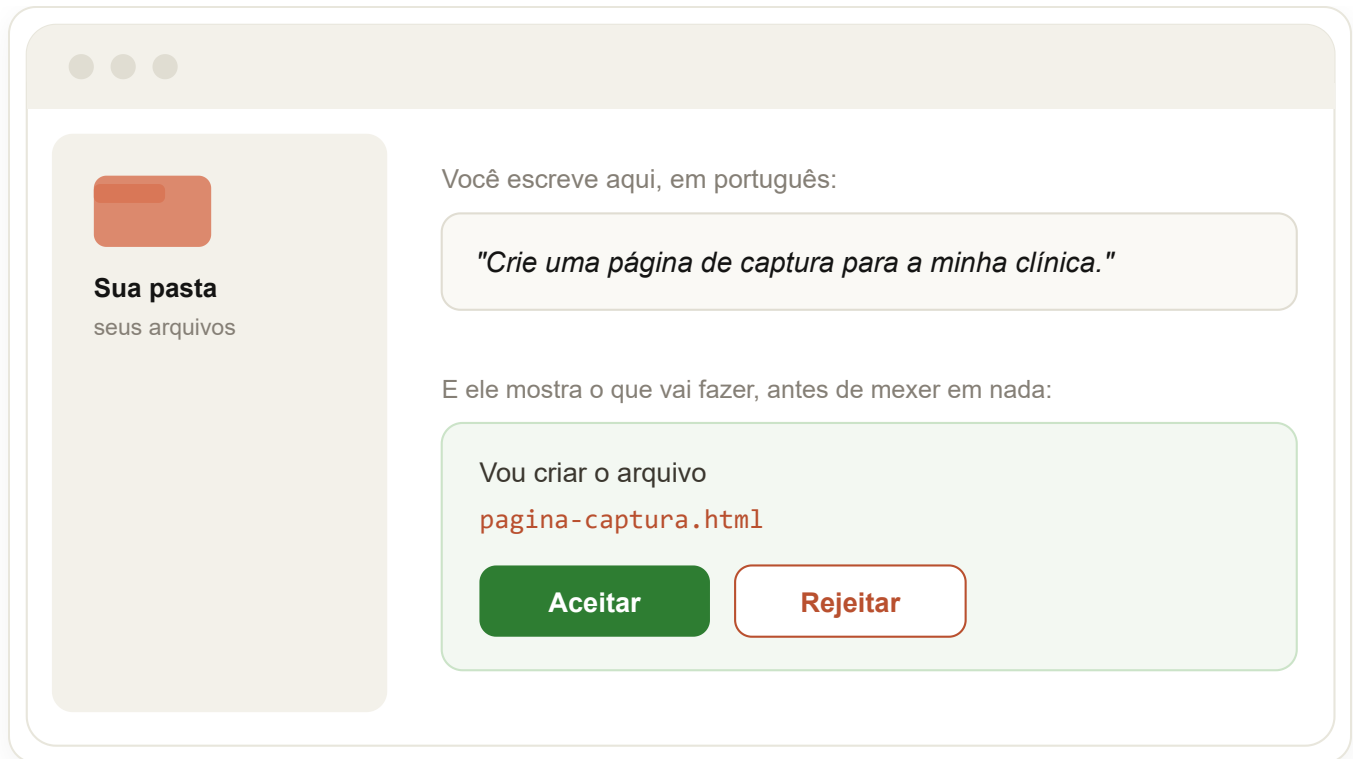 Sua pasta
seus arquivos
Você escreve aqui, em português:
"Crie uma página de captura para a minha clínica."
E ele mostra o que vai fazer, antes de mexer em nada:
Vou criar o arquivo
pagina-captura.html
Aceitar
Rejeitar